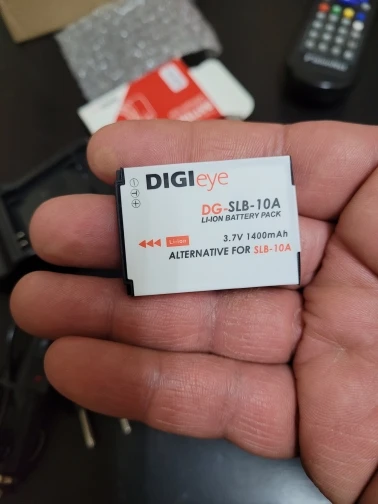 DIGIeye
DG-SLB-10A
LI-ION BATTERY PACK
Li-ion
3.7V 1400mAh
ALTERNATIVE FOR SLB-10A